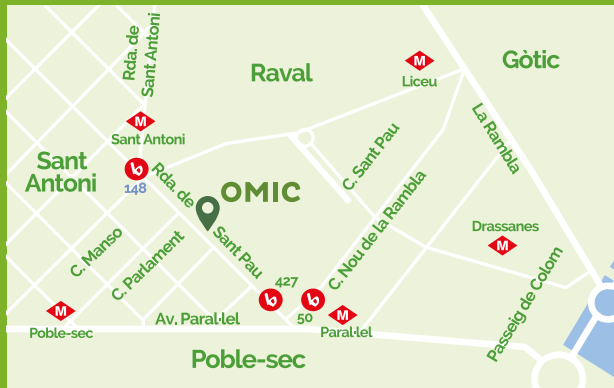 Rda. de
Sant Antoni
Raval
M
Liceu
Gòtic
La Rambla
M
Sant Antoni
Sant
Antoni
b
148
Rda. de
Sant Pau
OMIC
C. Sant Pau
C. Nou de la Rambla
Drassanes
M
C. Manso
C. Parlament
Passeig de Colom
427
b
b
50
M
Paral·lel
M
Poble-sec
Av. Paral·lel
Poble-sec